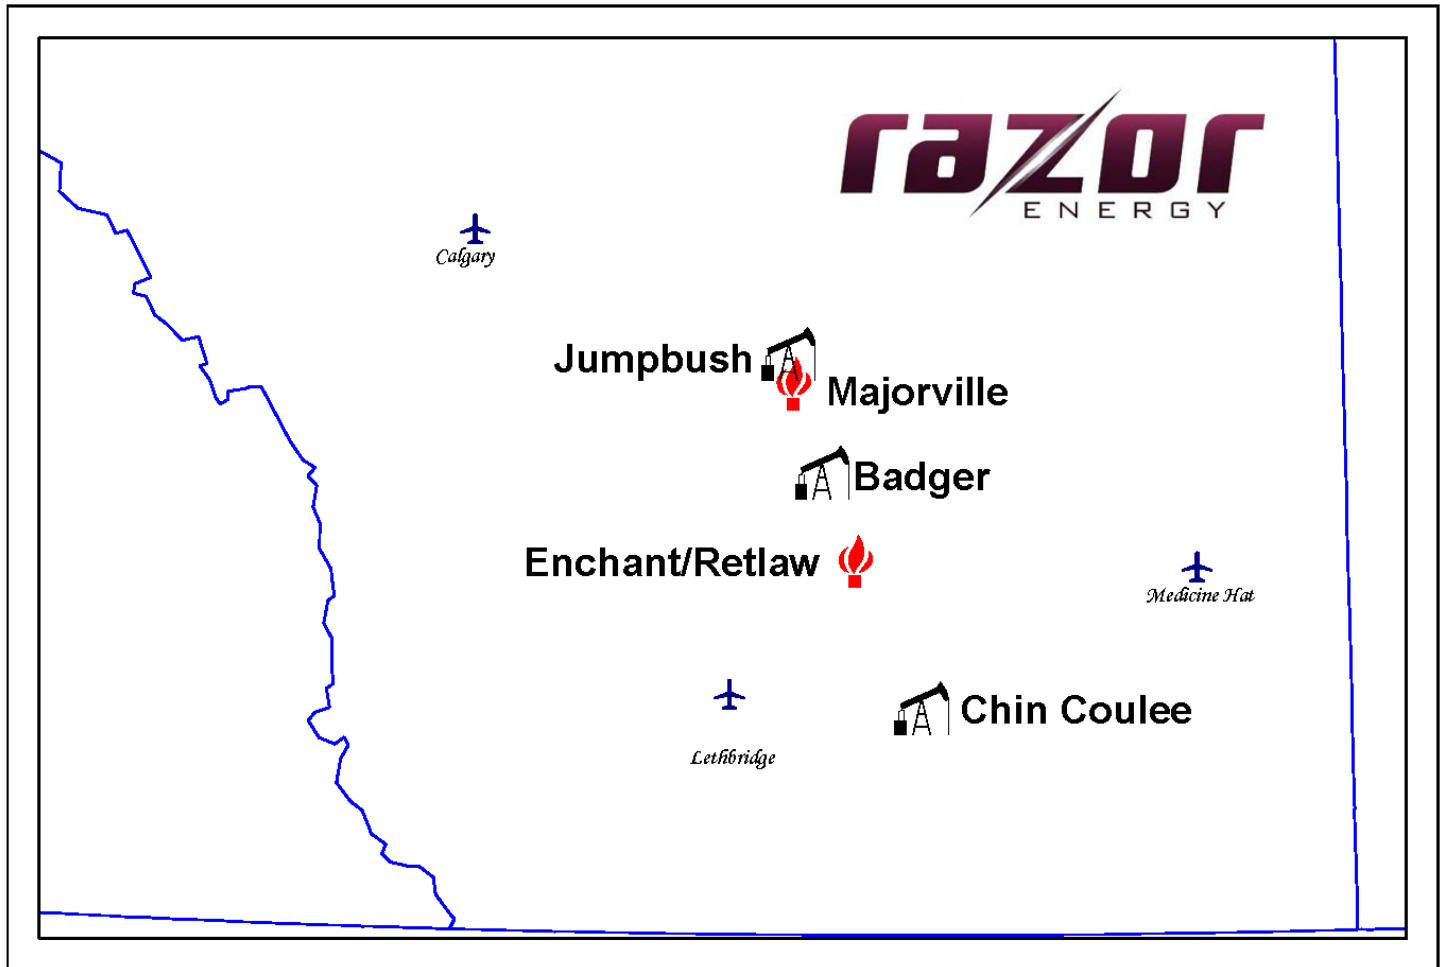 razor
ENERGY
Calgary
Jumpbush
Majorville
Badger
Enchant/Retlaw
Medicine Hat
Chin Coulee
Lethbridge